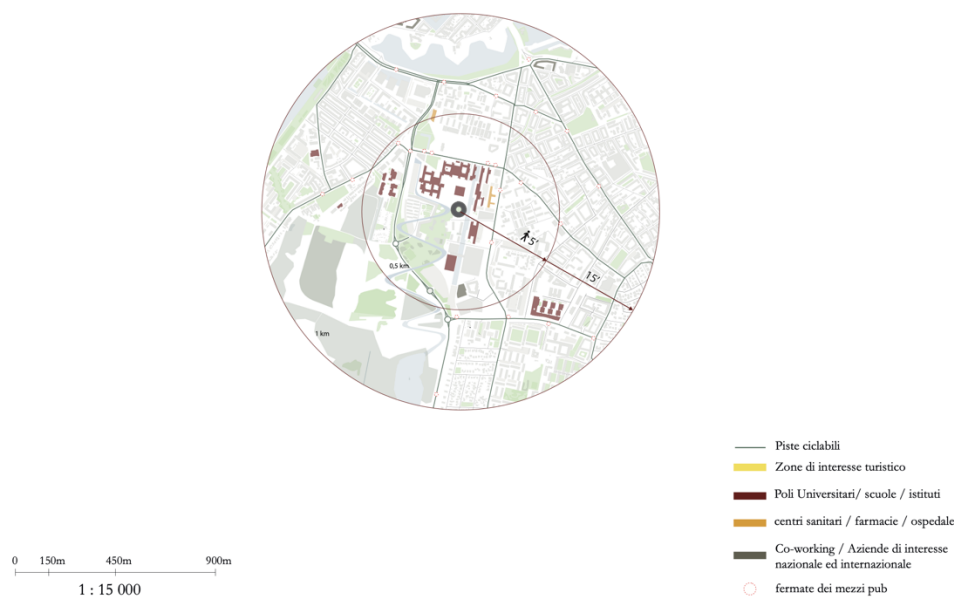 5’
15’
0,5 km
1 km
Piste ciclabili
Zone di interesse turistico
Poli Universitari/ scuole / istituti
centri sanitari / farmacie / ospedale
Co-working / Aziende di interesse
nazionale ed internazionale
fermate dei mezzi pub
0 150m 450m 900m
1 : 15 000